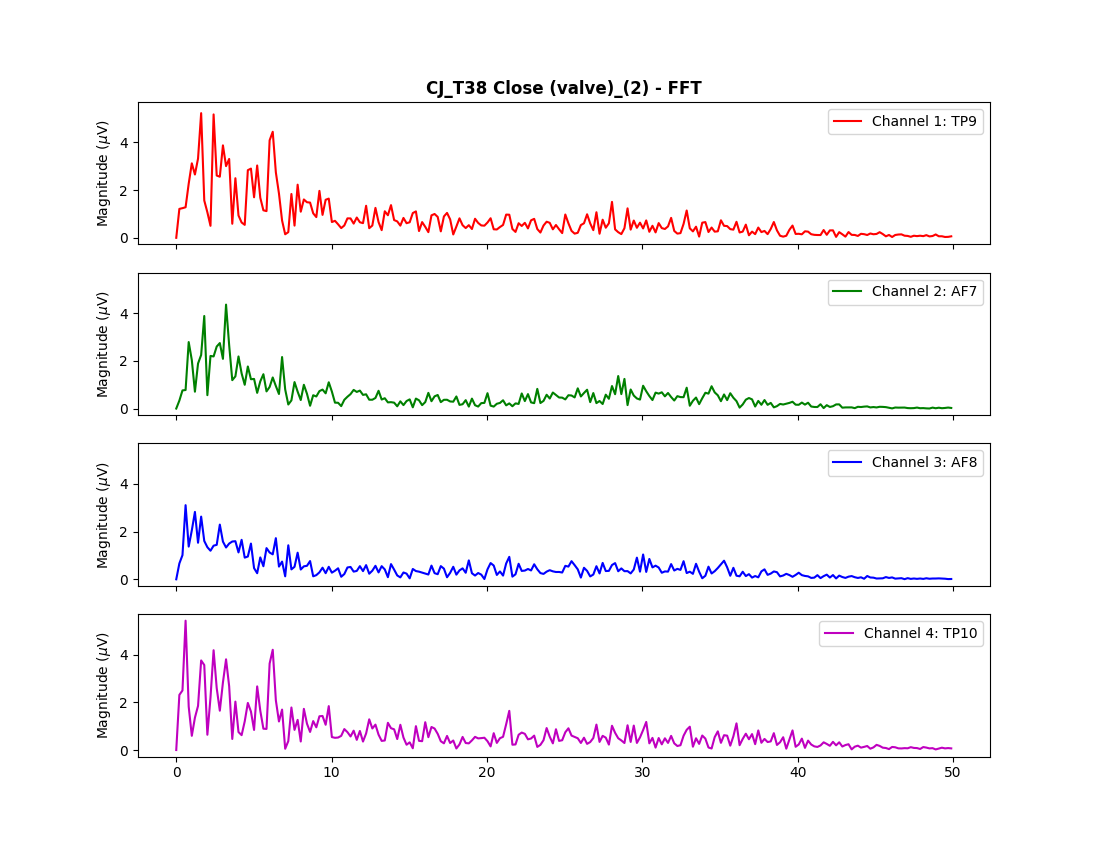 CJ_T38 Close (valve)_(2) - FFT
Magnitude (μV)
4
2
0
Channel 1: TP9
Magnitude (μV)
4
2
0
Channel 2: AF7
Magnitude (μV)
4
2
0
Channel 3: AF8
Magnitude (μV)
4
2
0
Channel 4: TP10
0 10 20 30 40 50